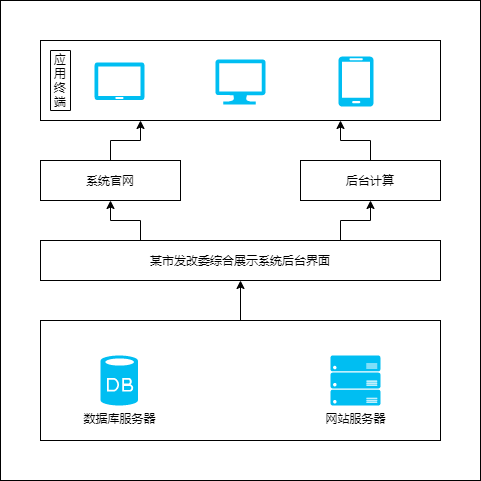 应用终端
系统官网
后台计算
某市发改委综合展示系统后台界面
DB
数据库服务器
网站服务器